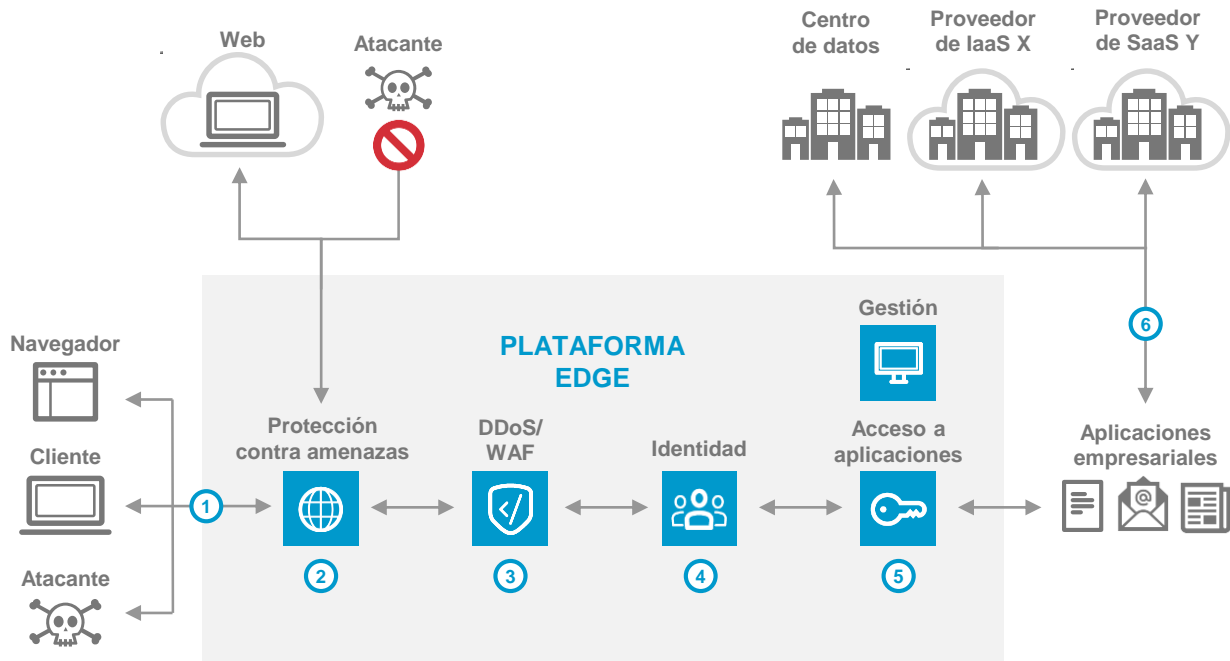 Web
Atacante
Centro
de datos
Proveedor
de IaaS X
Proveedor
de SaaS Y
Gestión
PLATAFORMA
EDGE
6
Navegador
Cliente
Atacante
1
Protección
contra amenazas
2
DDoS/
WAF
3
Identidad
4
Acceso a
aplicaciones
5
Aplicaciones
empresariales
@